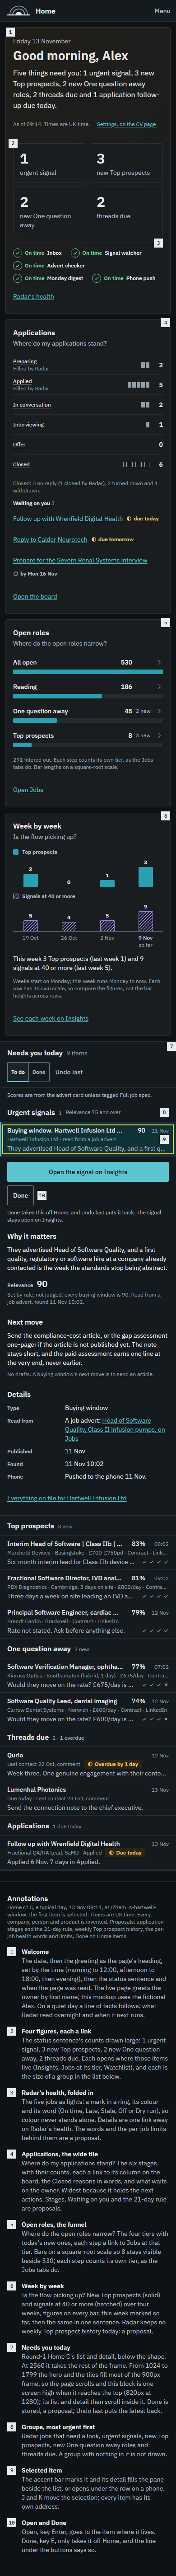 Home
Menu
1
Friday 13 November
Good morning, Alex
Five things need you: 1 urgent signal, 3 new
Top prospects, 2 new One question away
roles, 2 threads due and 1 application follow-
up due today.
As of 09:14. Times are UK time. Settings, on the CV page
2
1
urgent signal
3
new Top prospects
2
new One question
away
2
threads due
3
On time Inbox
On time Signal watcher
On time Advert checker
On time Monday digest
On time Phone push
Radar's health
4
Applications
Where do my applications stand?
Preparing
Filled by Radar
2
Applied
Filled by Radar
5
In conversation
2
Interviewing
1
Offer
0
Closed
6
Closed: 3 no reply (1 closed by Radar), 2 turned down and 1
withdrawn.
Waiting on you 3
Follow up with Wrenfield Digital Health due today
Reply to Calder Neurotech due tomorrow
Prepare for the Severn Renal Systems interview
by Mon 16 Nov
Open the board
5
Open roles
Where do the open roles narrow?
All open 530
Reading 186
One question away 45 2 new
Top prospects 8 3 new
291 filtered out. Each step counts its own tier, as the Jobs
tabs do. Bar lengths on a square-root scale.
Open Jobs
6
Week by week
Is the flow picking up?
Top prospects
2
0
1
3
Signals at 40 or more
5
4
5
9
19 Oct
26 Oct
2 Nov
9 Nov
so far
This week 3 Top prospects (last week 1) and 9
signals at 40 or more (last week 5).
Weeks start on Monday; this week runs Monday to now. Each
row has its own scale, so compare the figures, not the bar
heights across rows.
See each week on Insights
7
Needs you today 9 items
To do
Done
Undo last
Scores are from the advert card unless tagged Full job spec.
Urgent signals 1 Relevance 75 and over
8
Buying window. Hartwell Infusion Ltd ... 90 11 Nov
Hartwell Infusion Ltd · read from a job advert
9
They advertised Head of Software Quality, and a first q...
Open the signal on Insights
Done
10
Done takes this off Home, and Undo last puts it back. The signal
stays open on Insights.
Why it matters
They advertised Head of Software Quality, and a first
quality, regulatory or software hire at a company already
contacted is the week the standards stop being abstract.
Relevance 90
Set by rule, not judged: every buying window is 90. Read from a
job advert, found 11 Nov 10:02.
Next move
Send the compliance-cost article, or the gap assessment
one-pager if the article is not published yet. The note
stays short, and the paid assessment earns one line at
the very end, never earlier.
No drafts. A buying window's next move is to send an article.
Details
Type Buying window
Read from A job advert: Head of Software
Quality, Class II infusion pumps, on
Jobs
Published 11 Nov
Found 11 Nov 10:02
Phone Pushed to the phone 11 Nov.
Everything on file for Hartwell Infusion Ltd
Top prospects 3 new
Interim Head of Software | Class IIb | ... 83% 08:02
Marchetti Devices · Basingstoke · £700-£750pd · Contract · Link...
Six-month interim lead for Class IIb device ...
Fractional Software Director, IVD anal... 81% 09:02
PDX Diagnostics · Cambridge, 3 days on site · £800/day · Contra...
Three days a week on site leading an IVD a...
Principal Software Engineer, cardiac ... 79% 12 Nov
Brandt Cardio · Bracknell · Contract · LinkedIn
Rate not stated. Ask before anything else.
One question away 2 new
Software Verification Manager, ophtha... 77% 07:02
Kinross Optics · Southampton (hybrid, 1 day) · £675/day · Contra...
Would they move on the rate? £675/day is ...
Software Quality Lead, dental imaging 74% 12 Nov
Carrow Dental Systems · Norwich · £600/day · Contract · LinkedIn
Would they move on the rate? £600/day is ...
Threads due 2 · 1 overdue
Qurio 12 Nov
Last contact 22 Oct, comment Overdue by 1 day
Week three. One genuine engagement with their conte...
Lumenhal Photonics 13 Nov
Due today · Last contact 23 Oct, comment
Send the connection note to the chief executive.
Applications 1 due today
Follow up with Wrenfield Digital Health 13 Nov
Fractional QA/RA Lead, SaMD · Applied Due today
Applied 6 Nov. 7 days in Applied.
Annotations
Home r2 C, a typical day, 13 Nov 09:14, at /?item=s-hartwell-
window: the first item is selected. Times are UK time. Every
company, person and product is invented. Proposals: application
stages and the 21-day rule, weekly Top prospect history, the per-
job health words and limits, Done on Home items.
1
Welcome
The date, then the greeting as the page's heading,
set by the time (morning to 12:00, afternoon to
18:00, then evening), then the status sentence and
when the page was read. The live page greets the
owner by first name; this mockup uses the fictional
Alex. On a quiet day a line of facts follows: what
Radar read overnight and when it next runs.
2
Four figures, each a link
The status sentence's counts drawn large: 1 urgent
signal, 3 new Top prospects, 2 new One question
away, 2 threads due. Each opens where those items
live (Insights, Jobs at its tier, Watchlist), and each is
the size of a group in the list below.
3
Radar's health, folded in
The five jobs as lights: a mark in a ring, its colour
and its word (On time, Late, Stale, Off or Dry run), so
colour never stands alone. Details are one link away
on Radar's health. The words and the per-job limits
behind them are a proposal.
4
Applications, the wide tile
Where do my applications stand? The six stages
with their counts, each a link to its column on the
board, the Closed reasons in words, and what waits
on the owner. Widest because it holds the next
actions. Stages, Waiting on you and the 21-day rule
are proposals.
5
Open roles, the funnel
Where do the open roles narrow? The four tiers with
today's new ones, each step a link to Jobs at that
tier. Bars on a square-root scale so 8 stays visible
beside 530; each step counts its own tier, as the
Jobs tabs do.
6
Week by week
Is the flow picking up? New Top prospects (solid)
and signals at 40 or more (hatched) over four
weeks, figures on every bar, this week marked so
far, then the same in one sentence. Radar keeps no
weekly Top prospect history today: a proposal.
7
Needs you today
Round-1 Home C's list and detail, below the shape.
At 2560 it takes the rest of the frame. From 1024 to
1799 the hero and tiles fill most of the 900px
frame, so the page scrolls and this block is one
screen high when it reaches the top (820px at
1280); its list and detail then scroll inside it. Done is
stored, a proposal; Undo last puts the latest back.
8
Groups, most urgent first
Radar jobs that need a look, urgent signals, new Top
prospects, new One question away roles and
threads due. A group with nothing in it is not drawn.
9
Selected item
The accent bar marks it and its detail fills the pane
beside the list, or opens under the row on a phone.
J and K move the selection; every item has its
own address.
10
Open and Done
Open, key Enter, goes to the item where it lives.
Done, key E, only takes it off Home, and the line
under the buttons says so.